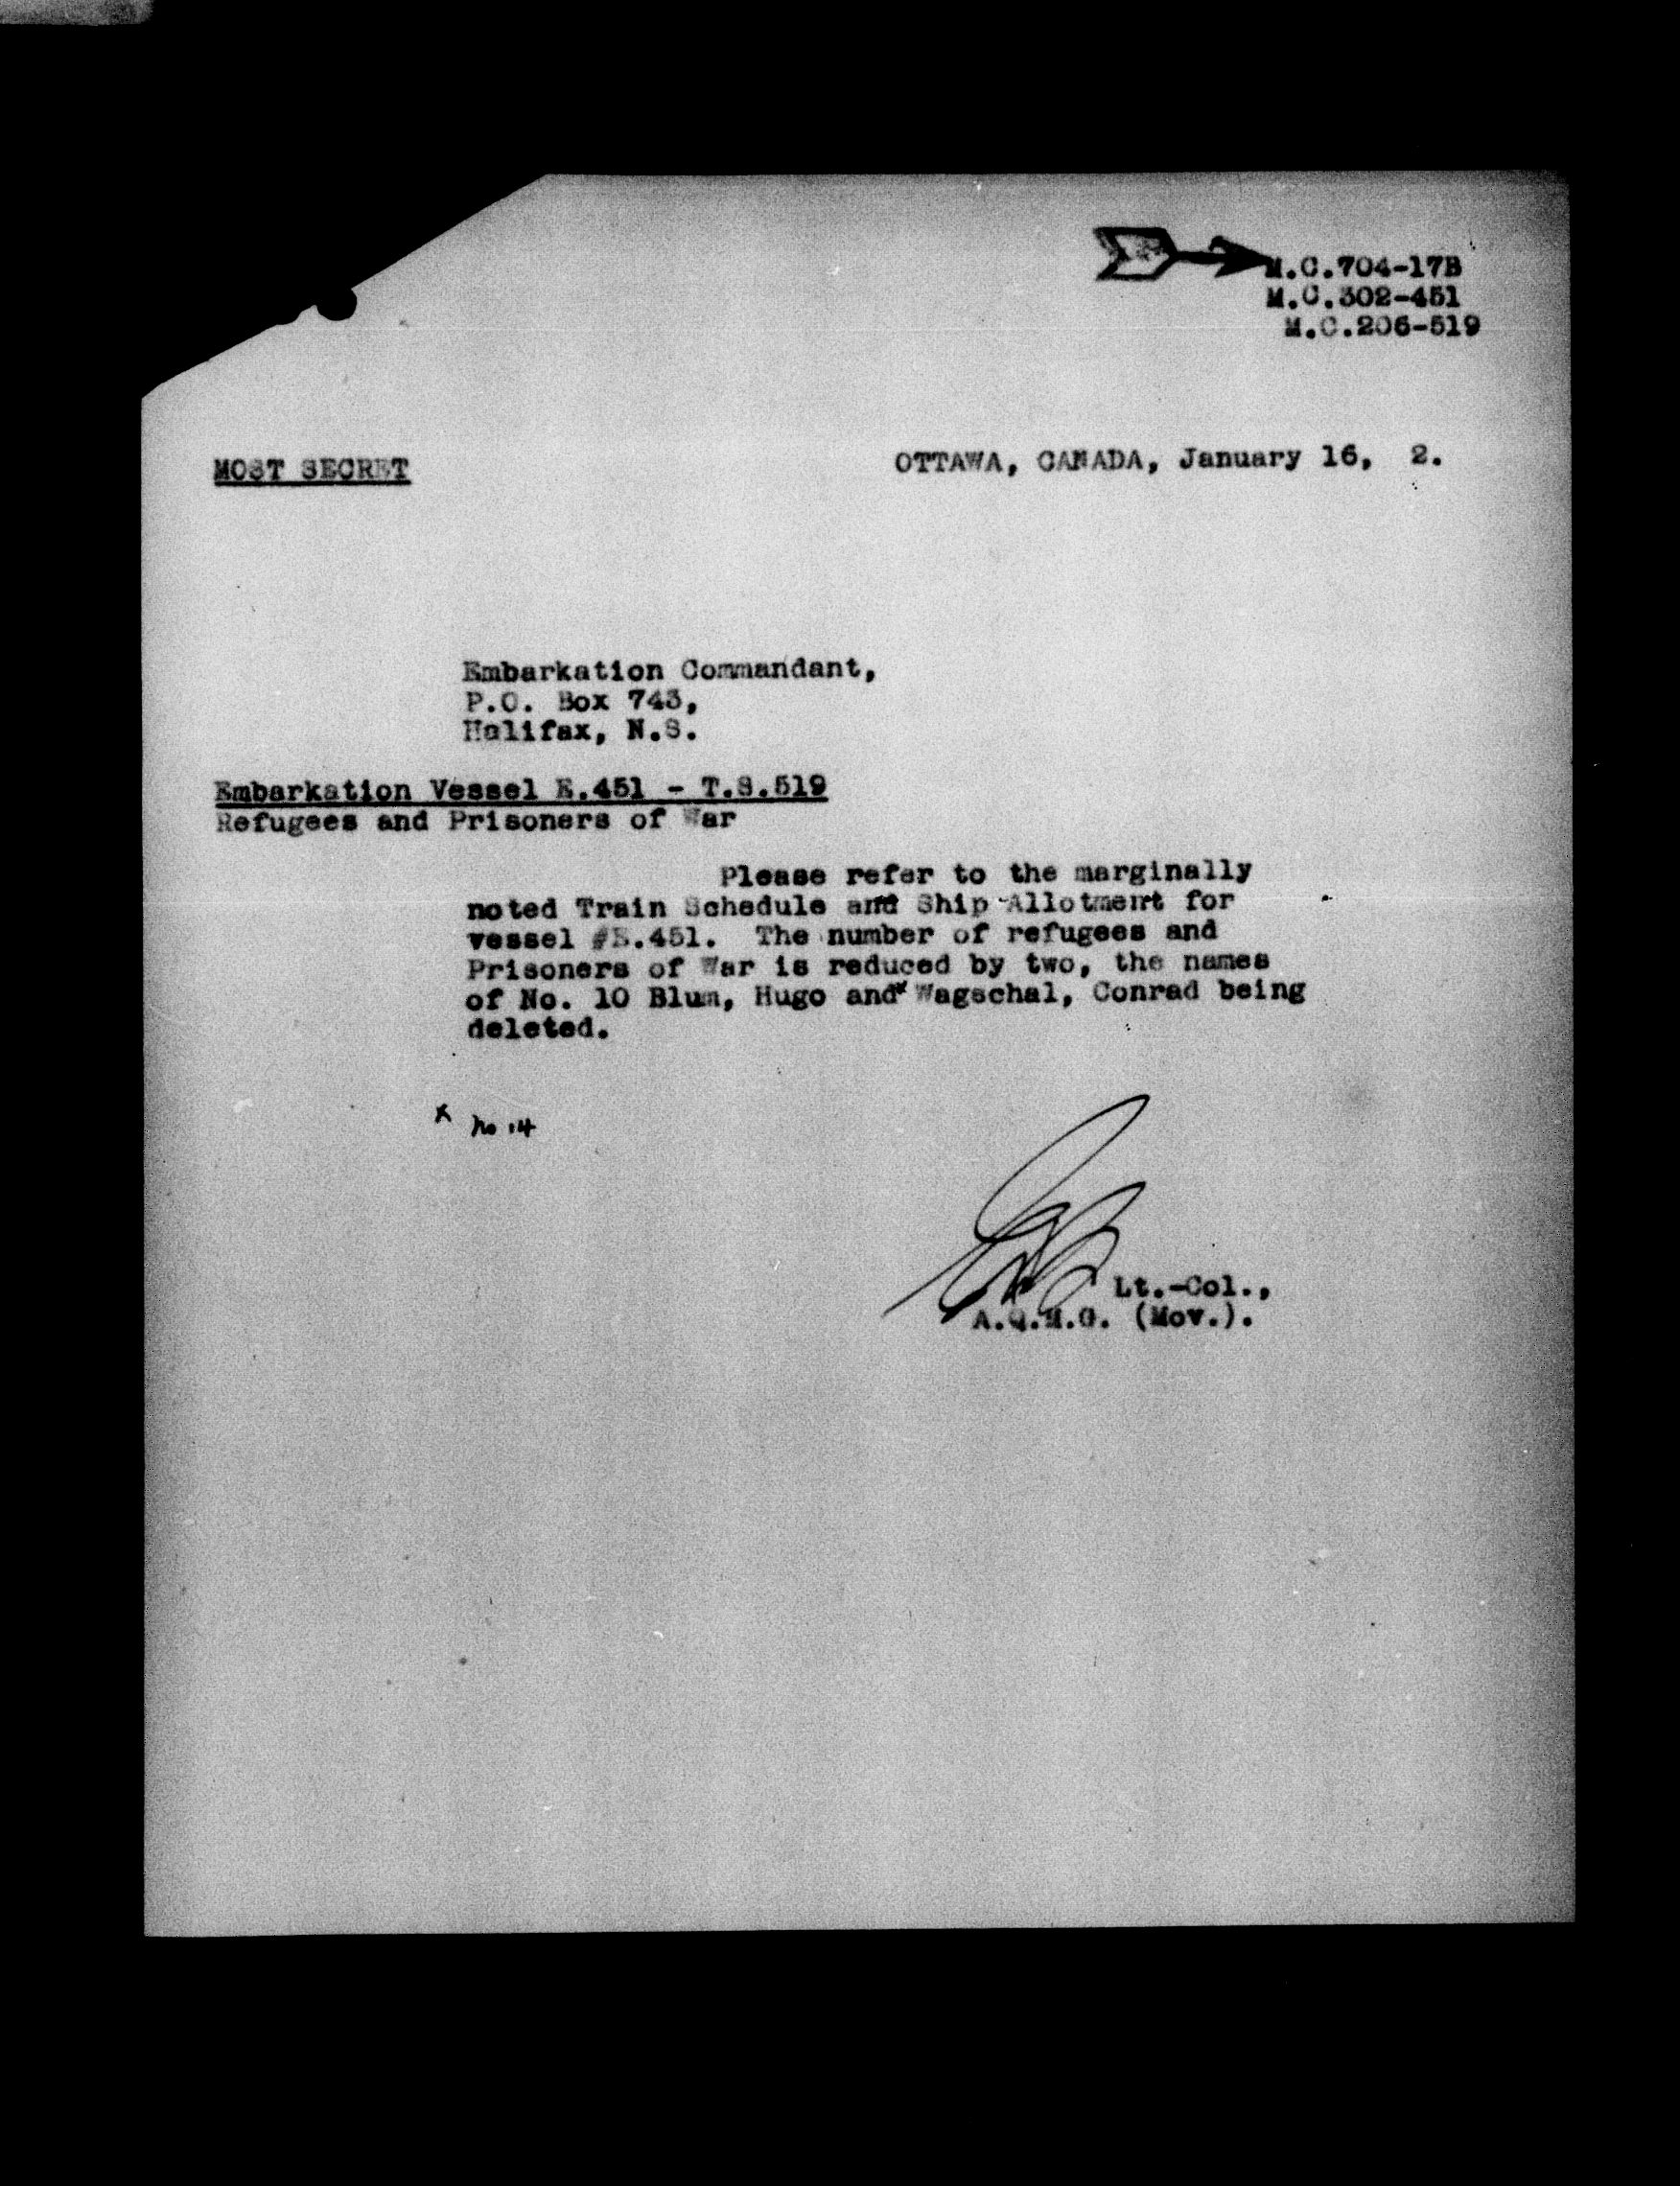 M.C.704-17B
M.C.302-451
M.C.206-519
MOST SECRET
OTTAWA, CANADA, January 16, 2.
Embarkation Commandant,
P.O. Box 743,
Halifax, N.S.
Embarkation Vessel E.451 - T.S.519
Refugees and Prisoners of War
Please refer to the marginally
noted Train Schedule and Ship Allotment for
vessel #E.451. The number of refugees and
Prisoners of War is reduced by two, the names
of No. 10 Blum, Hugo and x Wagschal, Conrad being
deleted.
x No 14
Lt.-Col.,
A.Q.M.G. (Mov.).